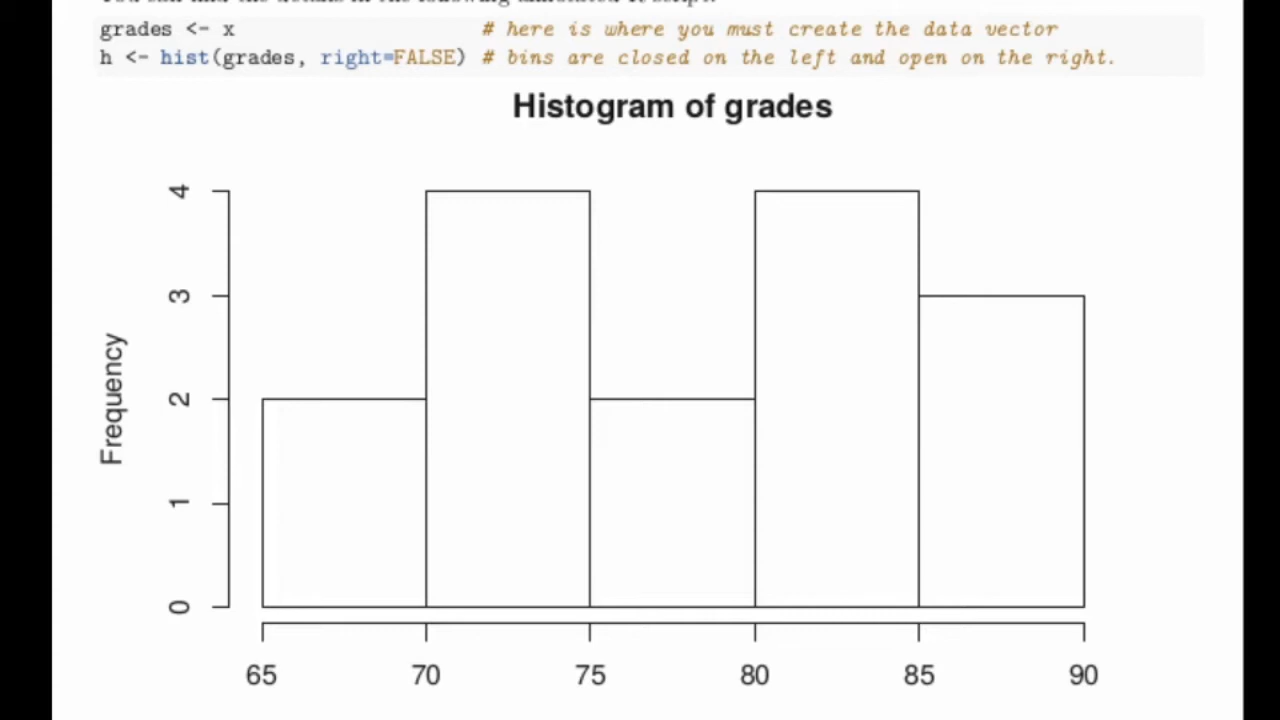 grades <- x # here is where you must create the data vector
h <- hist(grades, right=FALSE) # bins are closed on the left and open on the right.
Histogram of grades
Frequency
4
3
2
1
0
65 70 75 80 85 90